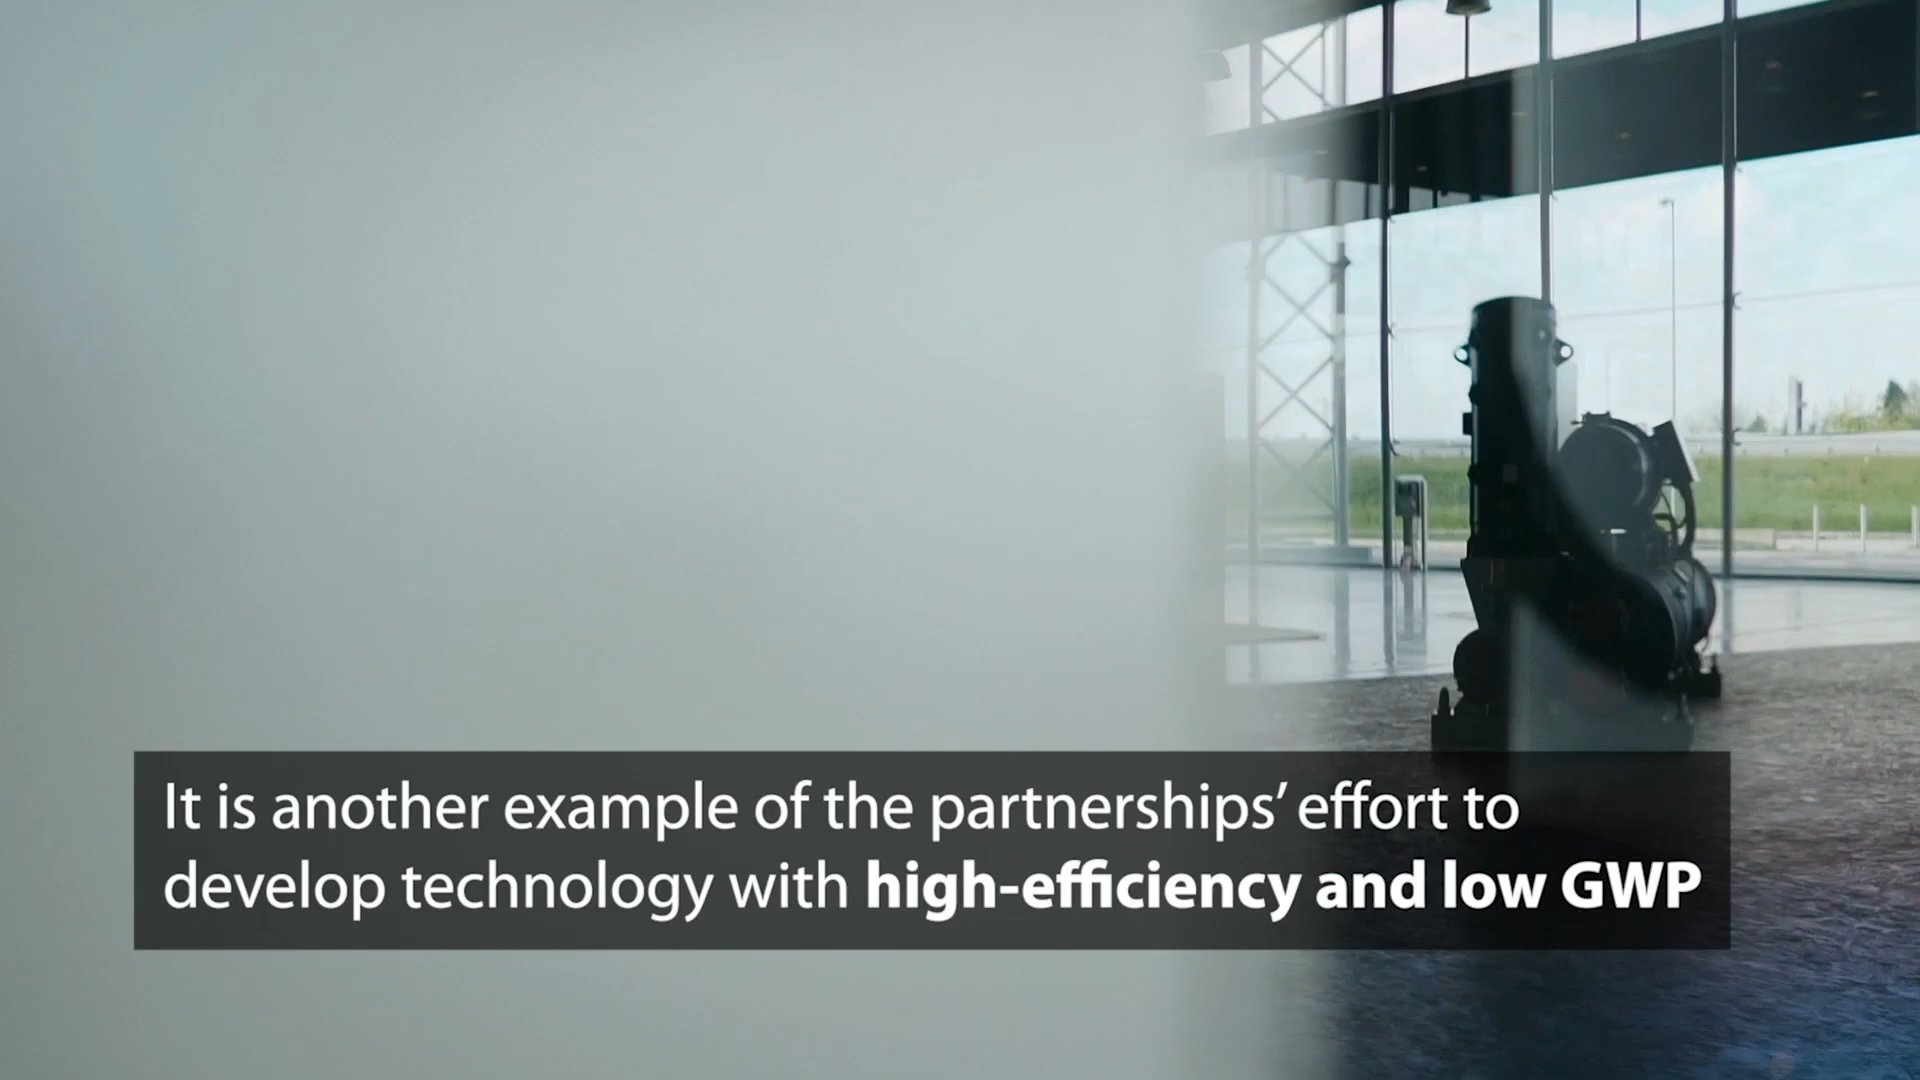 It is another example of the partnerships’ effort to
develop technology with high-efficiency and low GWP